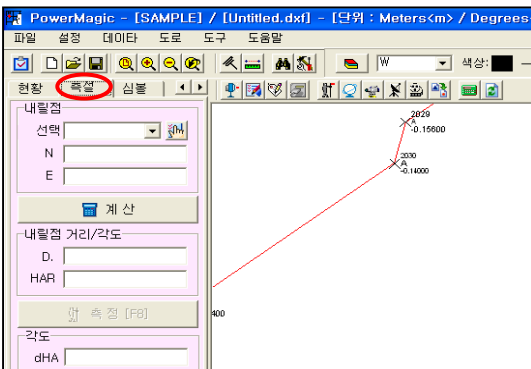 PowerMagic - [SAMPLE] / [Untitled.dxf] - [단위 : Meters<m> / Degrees
파일 설정 데이타 도로 도구 도움말
W 색상:
현황 측설 심봉
내릴점
선택
N
E
계 산
내릴점 거리/각도
D.
HAR
측 정 [F8]
각도
dHA
2029
A
-0.15600
2030
A
-0.14000
400